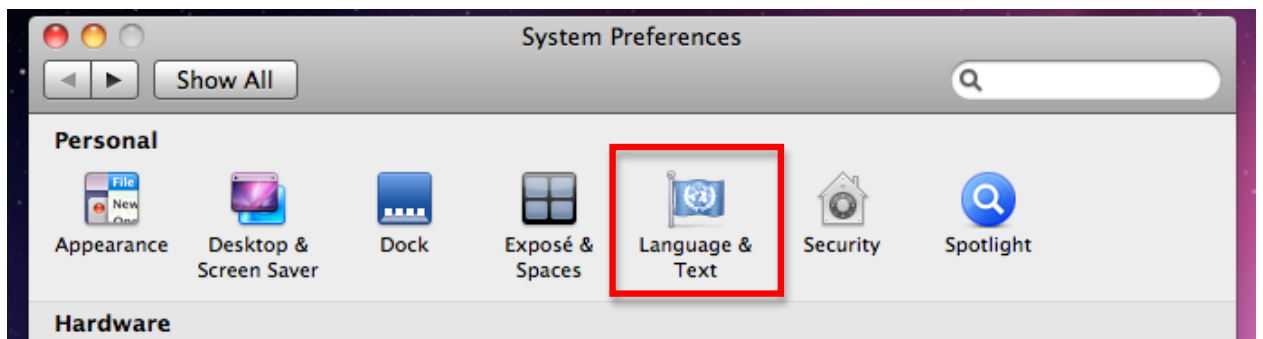 System Preferences
Show All
Personal
File
New
Appearance
Desktop &
Screen Saver
Dock
Exposé &
Spaces
Language &
Text
Security
Spotlight
Hardware